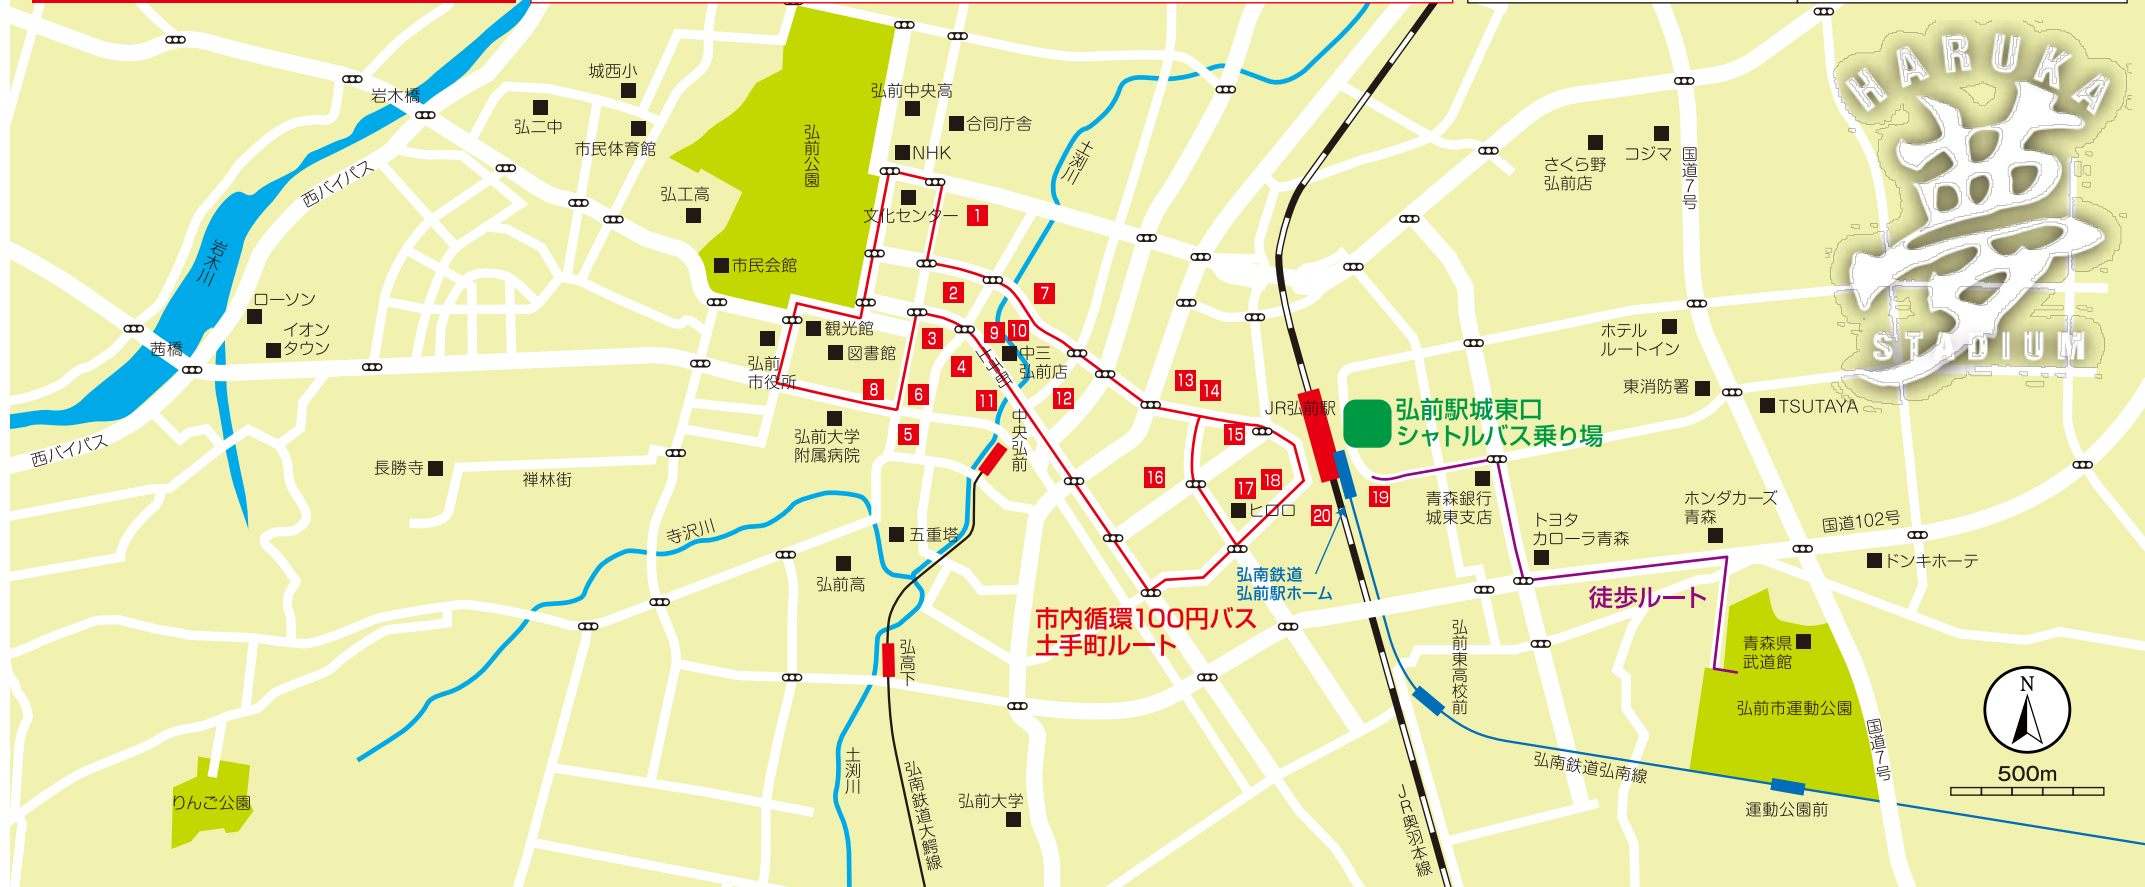 HARUKA
夢
STADIUM
城西小
岩木橋
弘二中
市民体育館
弘前中央高
合同庁舎
NHK
弘前公園
弘工高
文化センター
土渕川
西バイパス
岩木川
市民会館
ローソン
イオン
タウン
茜橋
観光館
図書館
弘前
市役所
土手町
中三
弘前店
1
2
3
4
5
6
7
8
9
10
11
12
13
14
15
16
17
18
19
20
さくら野
弘前店
コジマ
国道7号
ホテル
ルートイン
東消防署
TSUTAYA
JR弘前駅
弘前駅城東口
シャトルバス乗り場
西バイパス
長勝寺
禅林街
弘前大学
附属病院
中央弘前
寺沢川
五重塔
弘前高
ヒロロ
青森銀行
城東支店
トヨタ
カローラ青森
ホンダカーズ
青森
国道102号
ドンキホーテ
弘南鉄道
弘前駅ホーム
徒歩ルート
市内循環100円バス
土手町ルート
弘高下
弘前東高校前
青森県
武道館
弘前市運動公園
国道7号
N
500m
りんご公園
土渕川
弘南鉄道大鰐線
弘前大学
JR奥羽本線
弘南鉄道弘南線
運動公園前